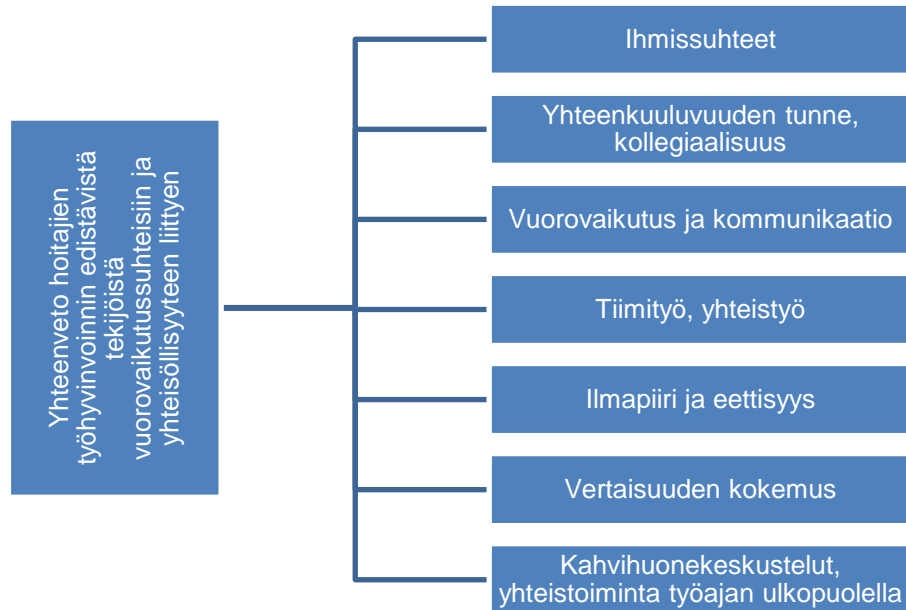 Yhteenveto hoitajien
työhyvinvoinnin edistävistä
tekijöistä
vuorovaikutussuhteisiin ja
yhteisöllisyyteen liittyen
Ihmissuhteet
Yhteenkuuluvuuden tunne,
kollegiaalisuus
Vuorovaikutus ja kommunikaatio
Tiimityö, yhteistyö
Ilmapiiri ja eettisyys
Vertaisuuden kokemus
Kahvihuonekeskustelut,
yhteistoiminta työajan ulkopuolella